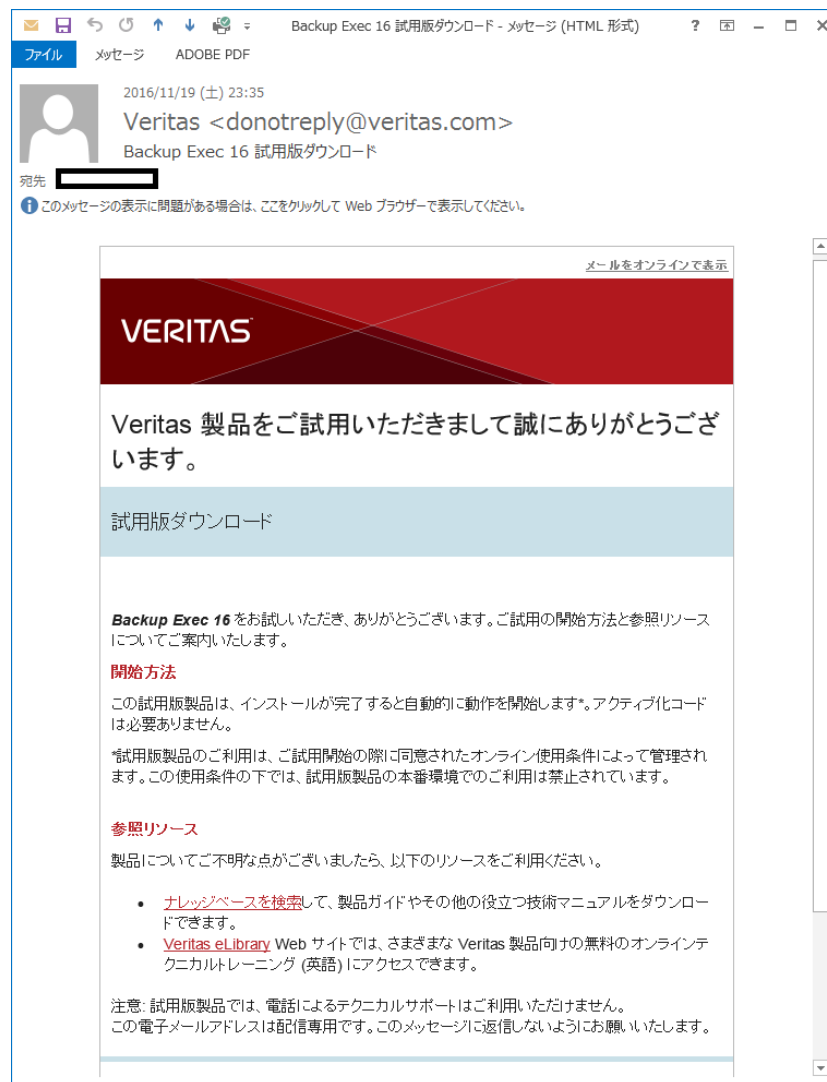 Backup Exec 16 試用版ダウンロード - メッセージ (HTML 形式)
ファイル メッセージ ADOBE PDF
2016/11/19 (土) 23:35
Veritas <donotreply@veritas.com>
Backup Exec 16 試用版ダウンロード
宛先
このメッセージの表示に問題がある場合は、ここをクリックして Web ブラウザーで表示してください。
メールをオンラインで表示
VERITAS
Veritas 製品をご試用いただきまして誠にありがとうござ
います。
試用版ダウンロード
Backup Exec 16 をお試しいただき、ありがとうございます。ご試用の開始方法と参照リソース
についてご案内いたします。
開始方法
この試用版製品は、インストールが完了すると自動的に動作を開始します*。アクティブ化コード
は必要ありません。
*試用版製品のご利用は、ご試用開始の際に同意されたオンライン使用条件によって管理され
ます。この使用条件の下では、試用版製品の本番環境でのご利用は禁止されています。
参照リソース
製品についてご不明な点がございましたら、以下のリソースをご利用ください。
• ナレッジベースを検索して、製品ガイドやその他の役立つ技術マニュアルをダウンロー
ドできます。
• Veritas eLibrary Web サイトでは、さまざまな Veritas 製品向けの無料のオンラインテ
クニカルトレーニング (英語) にアクセスできます。
注意: 試用版製品では、電話によるテクニカルサポートはご利用いただけません。
この電子メールアドレスは配信専用です。このメッセージに返信しないようにお願いいたします。